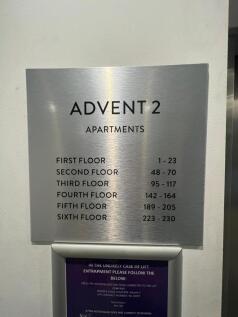 ADVENT 2
APARTMENTS
FIRST FLOOR 1 - 23
SECOND FLOOR 48 - 70
THIRD FLOOR 95 - 117
FOURTH FLOOR 142 - 164
FIFTH FLOOR 189 - 205
SIXTH FLOOR 223 - 230
IN THE UNLIKELY CASE OF LIFT
ENTRAPMENT PLEASE FOLLOW THE
BELOW: